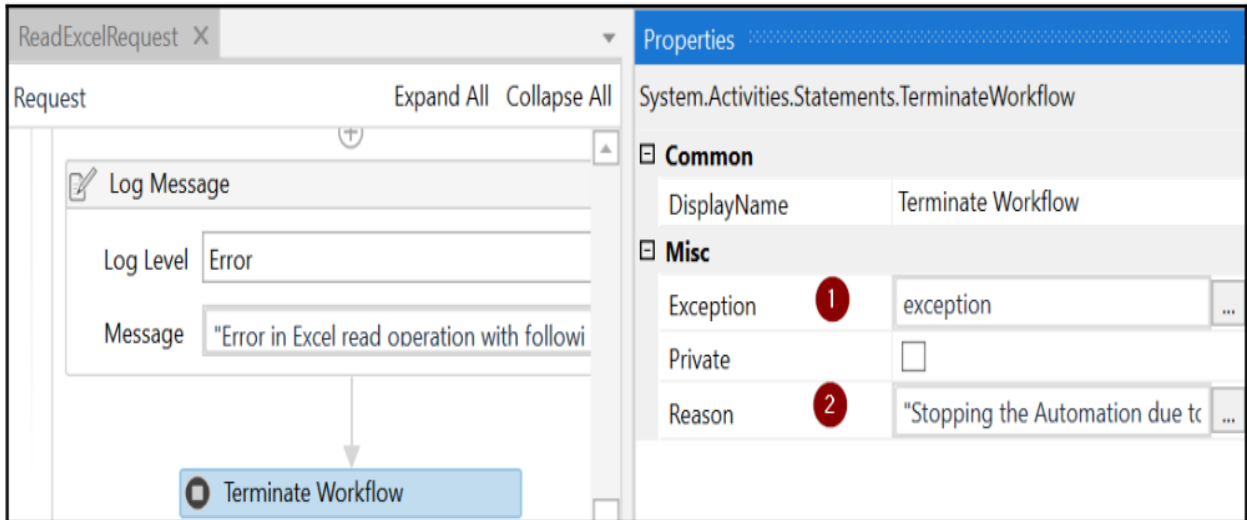 ReadExcelRequest
Request Expand All Collapse All
Log Message
Log Level Error
Message "Error in Excel read operation with followi
Terminate Workflow
Properties
System.Activities.Statements.TerminateWorkflow
Common
DisplayName Terminate Workflow
Misc
Exception 1 exception ...
Private
Reason 2 "Stopping the Automation due to ...